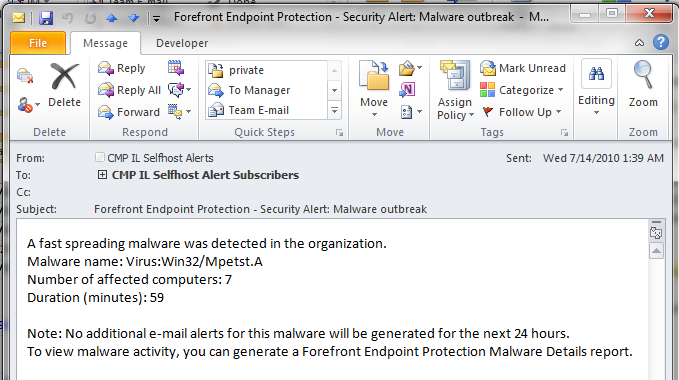 Forefront Endpoint Protection - Security Alert: Malware outbreak - M...
File Message Developer
Delete
Reply
Reply All
Forward
private
To Manager
Team E-mail
Move
Assign Policy
Mark Unread
Categorize
Follow Up
Editing
Zoom
Delete Respond Quick Steps Move Tags Zoom
From: CMP IL Selfhost Alerts Sent: Wed 7/14/2010 1:39 AM
To: CMP IL Selfhost Alert Subscribers
Cc:
Subject: Forefront Endpoint Protection - Security Alert: Malware outbreak
A fast spreading malware was detected in the organization.
Malware name: Virus:Win32/Mpetst.A
Number of affected computers: 7
Duration (minutes): 59
Note: No additional e-mail alerts for this malware will be generated for the next 24 hours.
To view malware activity, you can generate a Forefront Endpoint Protection Malware Details report.